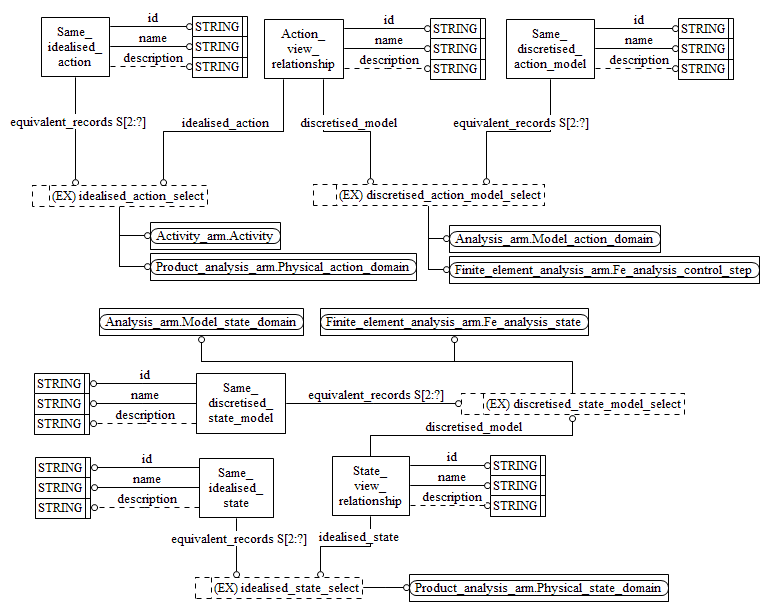 Same_
idealised_
action
id
name
description
STRING
STRING
STRING
Action_
view_
relationship
id
name
description
STRING
STRING
STRING
Same_
discretised_
action_model
id
name
description
STRING
STRING
STRING
equivalent_records S[2:?]
idealised_action
discretised_model
equivalent_records S[2:?]
(EX) idealised_action_select
(EX) discretised_action_model_select
Activity_arm.Activity
Product_analysis_arm.Physical_action_domain
Analysis_arm.Model_action_domain
Finite_element_analysis_arm.Fe_analysis_control_step
Analysis_arm.Model_state_domain
Finite_element_analysis_arm.Fe_analysis_state
STRING
STRING
STRING
id
name
description
Same_
discretised_
state_model
equivalent_records S[2:?]
(EX) discretised_state_model_select
discretised_model
STRING
STRING
STRING
id
name
description
Same_
idealised_
state
State_
view_
relationship
id
name
description
STRING
STRING
STRING
equivalent_records S[2:?]
idealised_state
(EX) idealised_state_select
Product_analysis_arm.Physical_state_domain